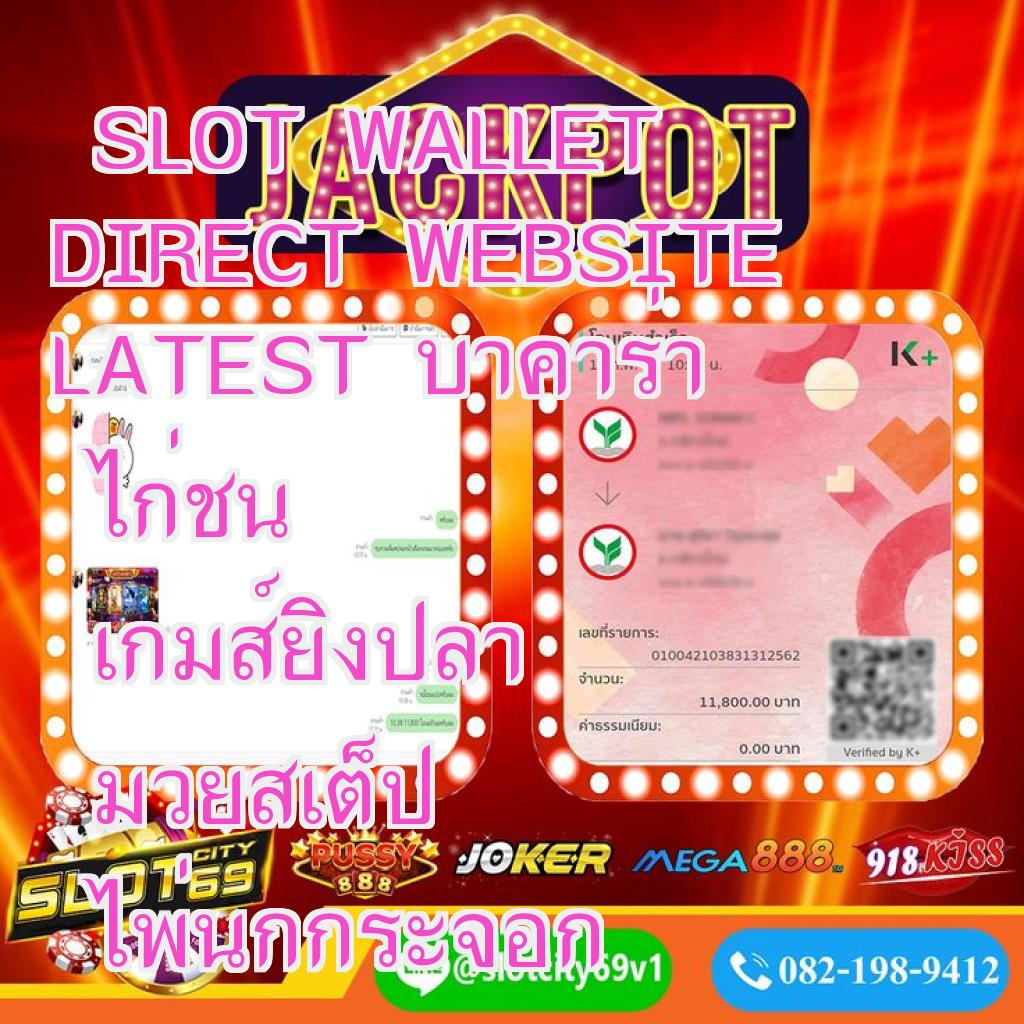 JACKPOT
SLOT WALLET
DIRECT WEBSITE
LATEST บาคาร่า
ไก่ชน
เกมส์ยิงปลา
มวยสเต็ป
ไพ่นกกระจอก
K+
เลขที่รายการ:
010042103831312562
จำนวน:
11,800.00 บาท
ค่าธรรมเนียม:
0.00 บาท
Verified by K+
SLOT CITY 69
PUSSY 888
JOKER
MEGA888
918KISS
@slotcity69v1
082-198-9412